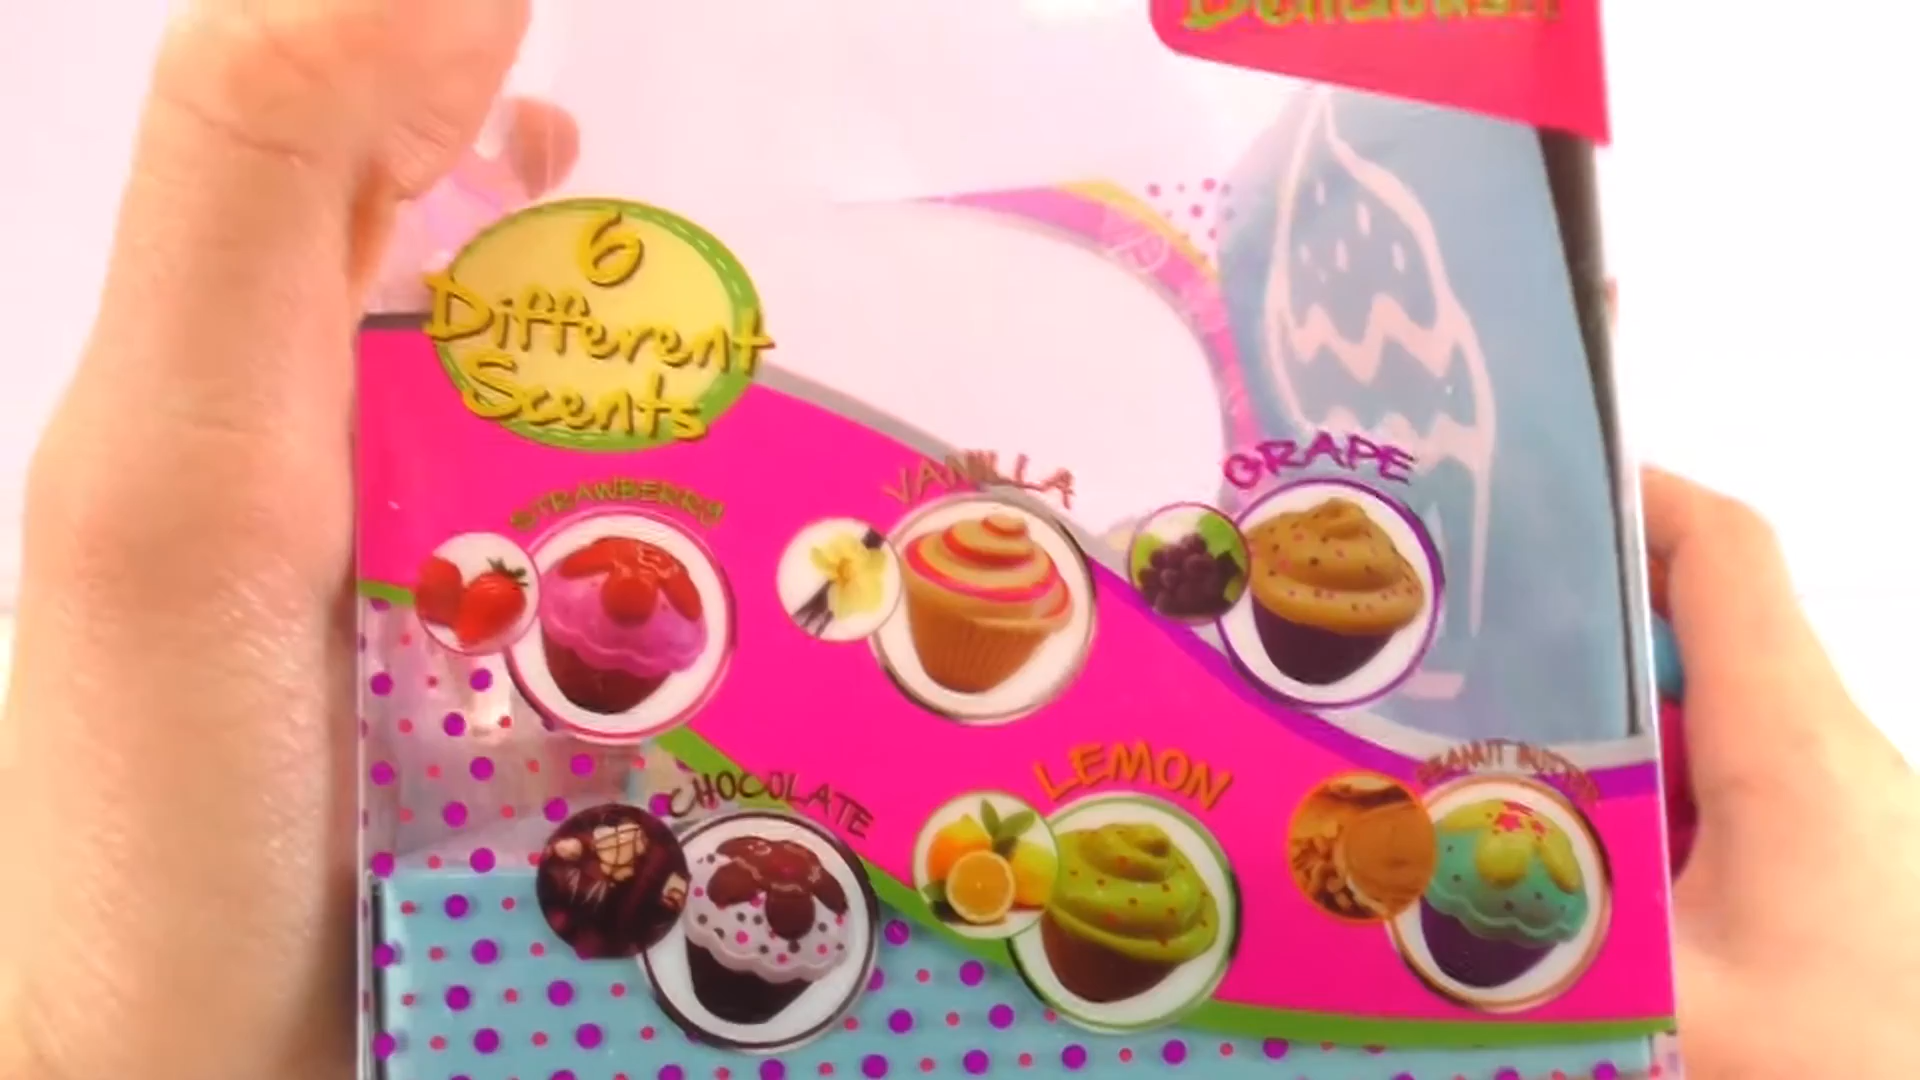 6
Different
Scents
STRAWBERRY
VANILLA
GRAPE
CHOCOLATE
LEMON
PEANUT BUTTER